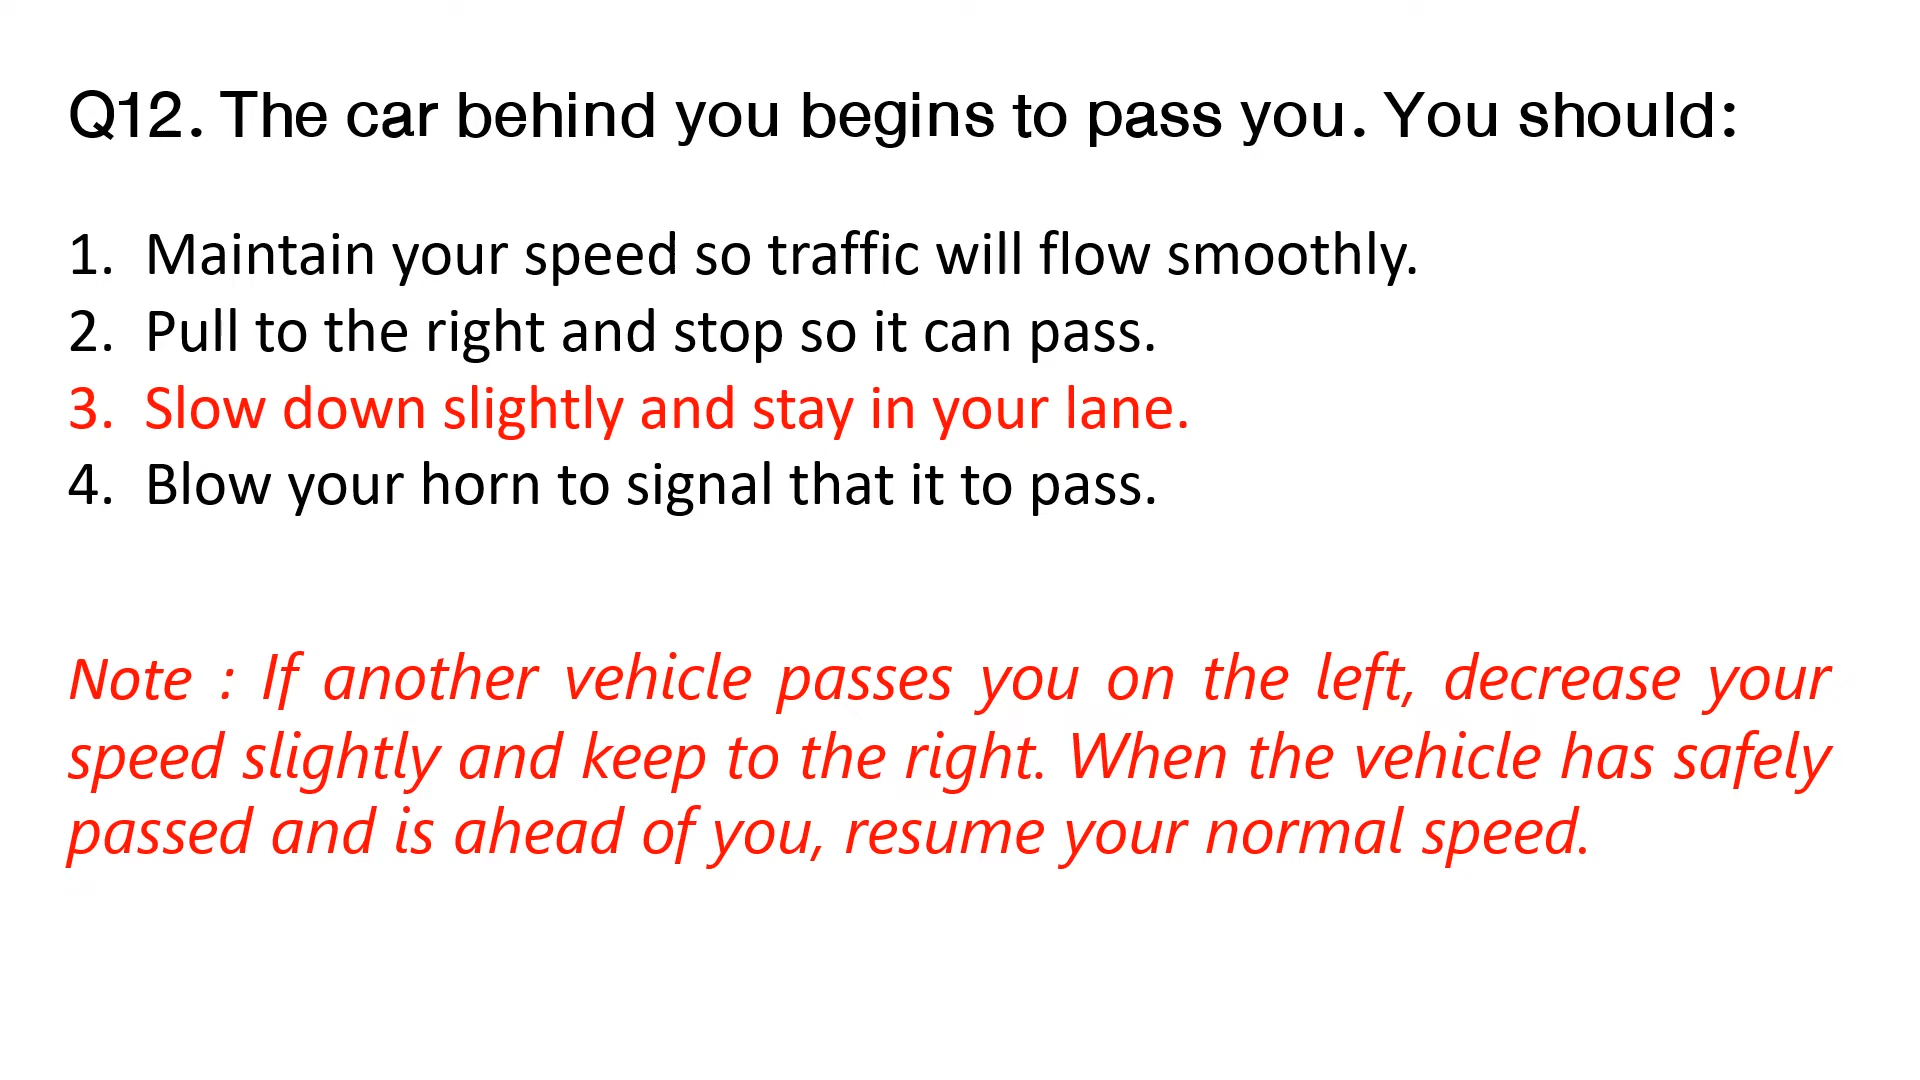 Q12. The car behind you begins to pass you. You should:
1. Maintain your speed so traffic will flow smoothly.
2. Pull to the right and stop so it can pass.
3. Slow down slightly and stay in your lane.
4. Blow your horn to signal that it to pass.
Note : If another vehicle passes you on the left, decrease your
speed slightly and keep to the right. When the vehicle has safely
passed and is ahead of you, resume your normal speed.